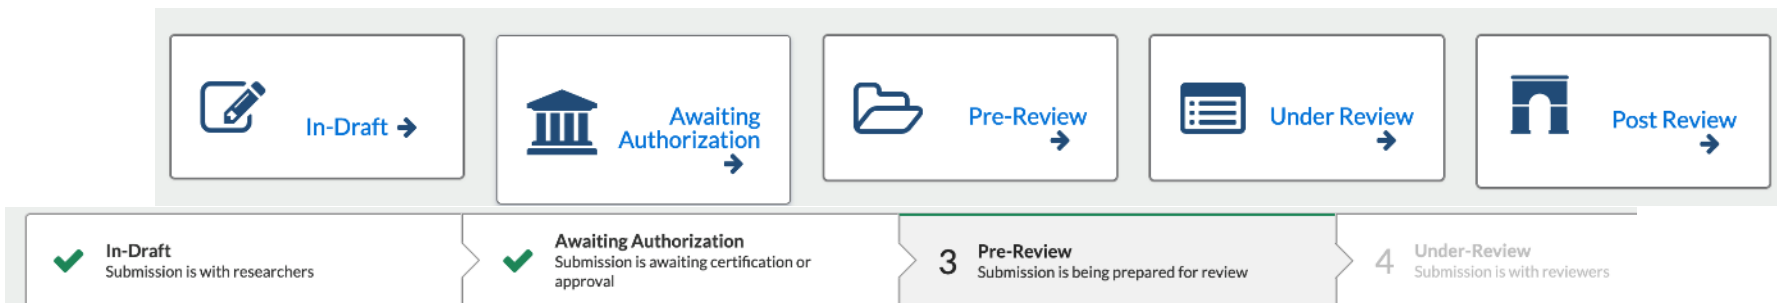 In-Draft
Awaiting
Authorization
Pre-Review
Under Review
Post Review
In-Draft
Submission is with researchers
Awaiting Authorization
Submission is awaiting certification or
approval
3
Pre-Review
Submission is being prepared for review
4
Under-Review
Submission is with reviewers